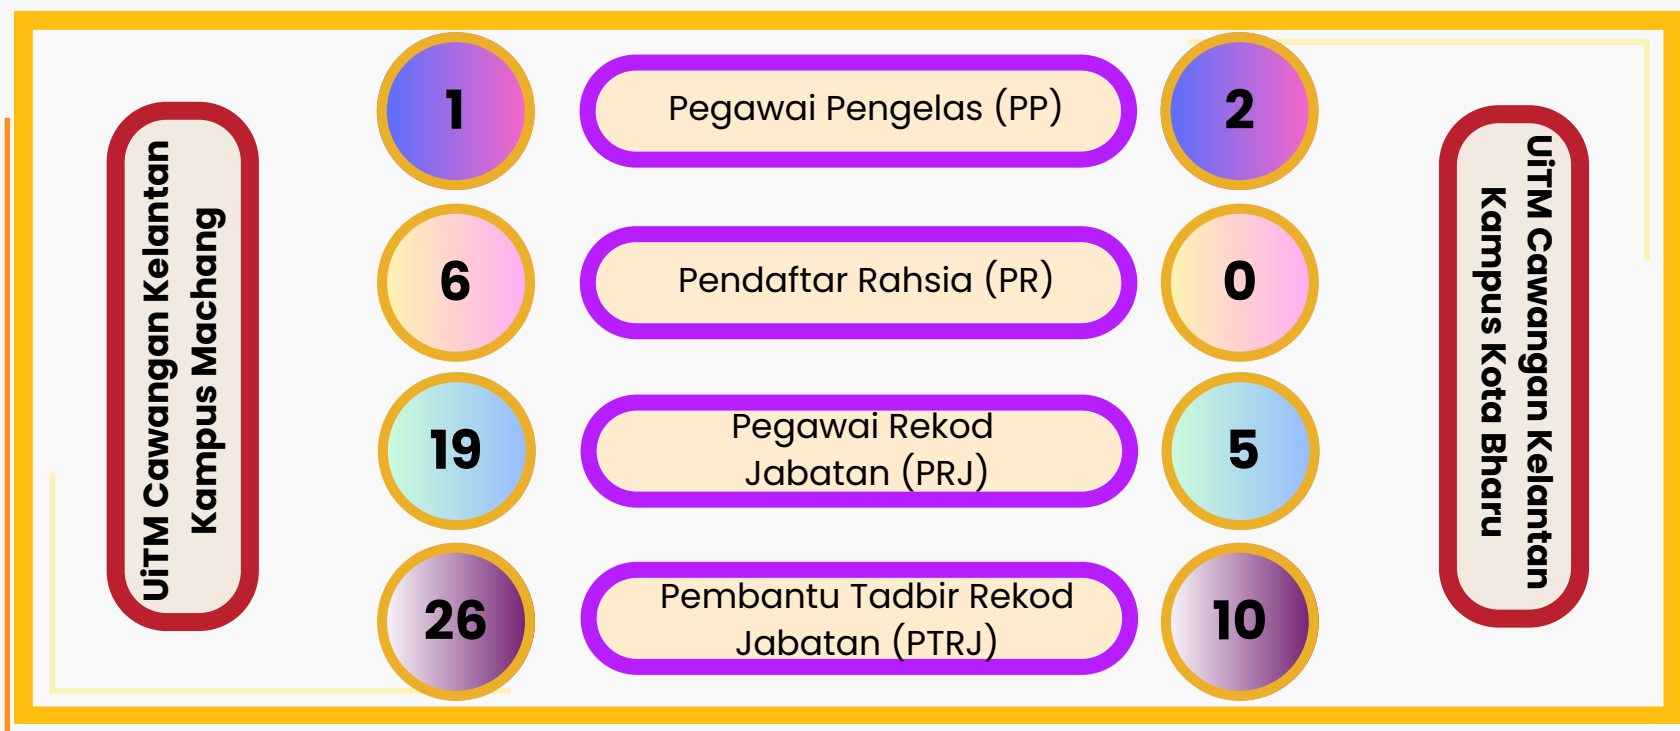 UiTM Cawangan Kelantan
Kampus Machang
1
Pegawai Pengelas (PP)
2
6
Pendaftar Rahsia (PR)
0
19
Pegawai Rekod
Jabatan (PRJ)
5
26
Pembantu Tadbir Rekod
Jabatan (PTRJ)
10
UiTM Cawangan Kelantan
Kampus Kota Bharu